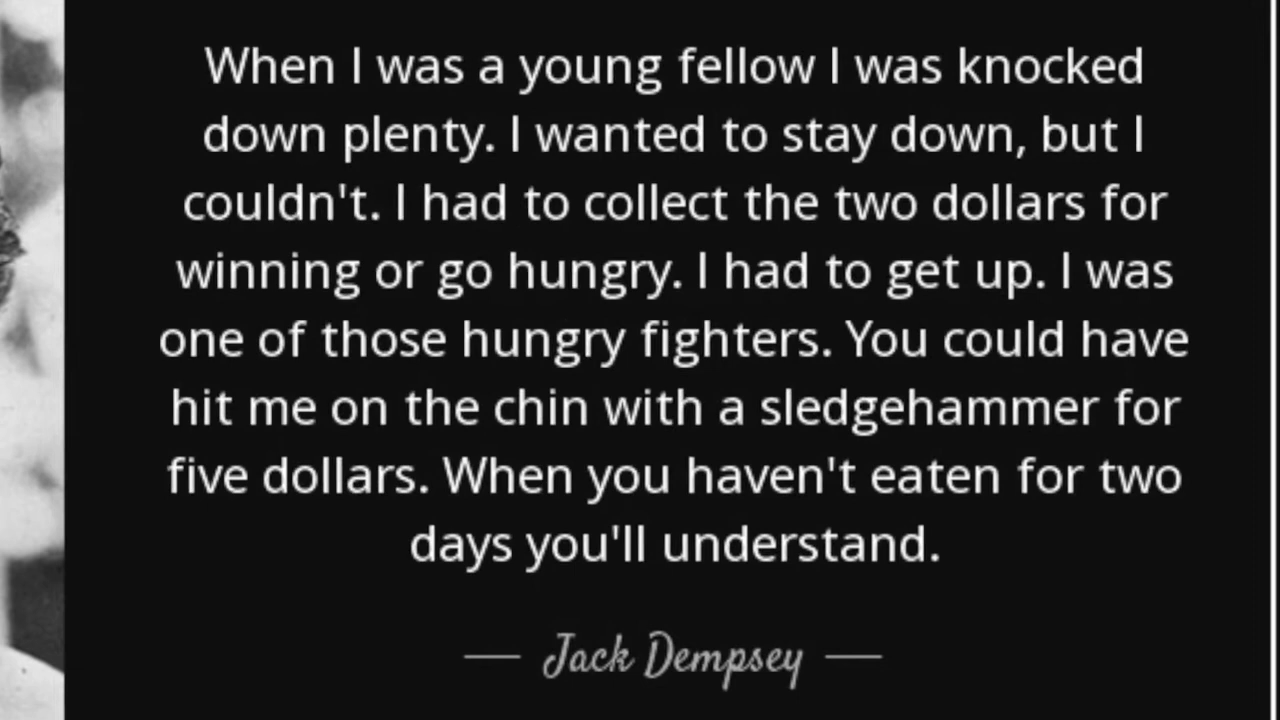 When I was a young fellow I was knocked
down plenty. I wanted to stay down, but I
couldn't. I had to collect the two dollars for
winning or go hungry. I had to get up. I was
one of those hungry fighters. You could have
hit me on the chin with a sledgehammer for
five dollars. When you haven't eaten for two
days you'll understand.
— Jack Dempsey —